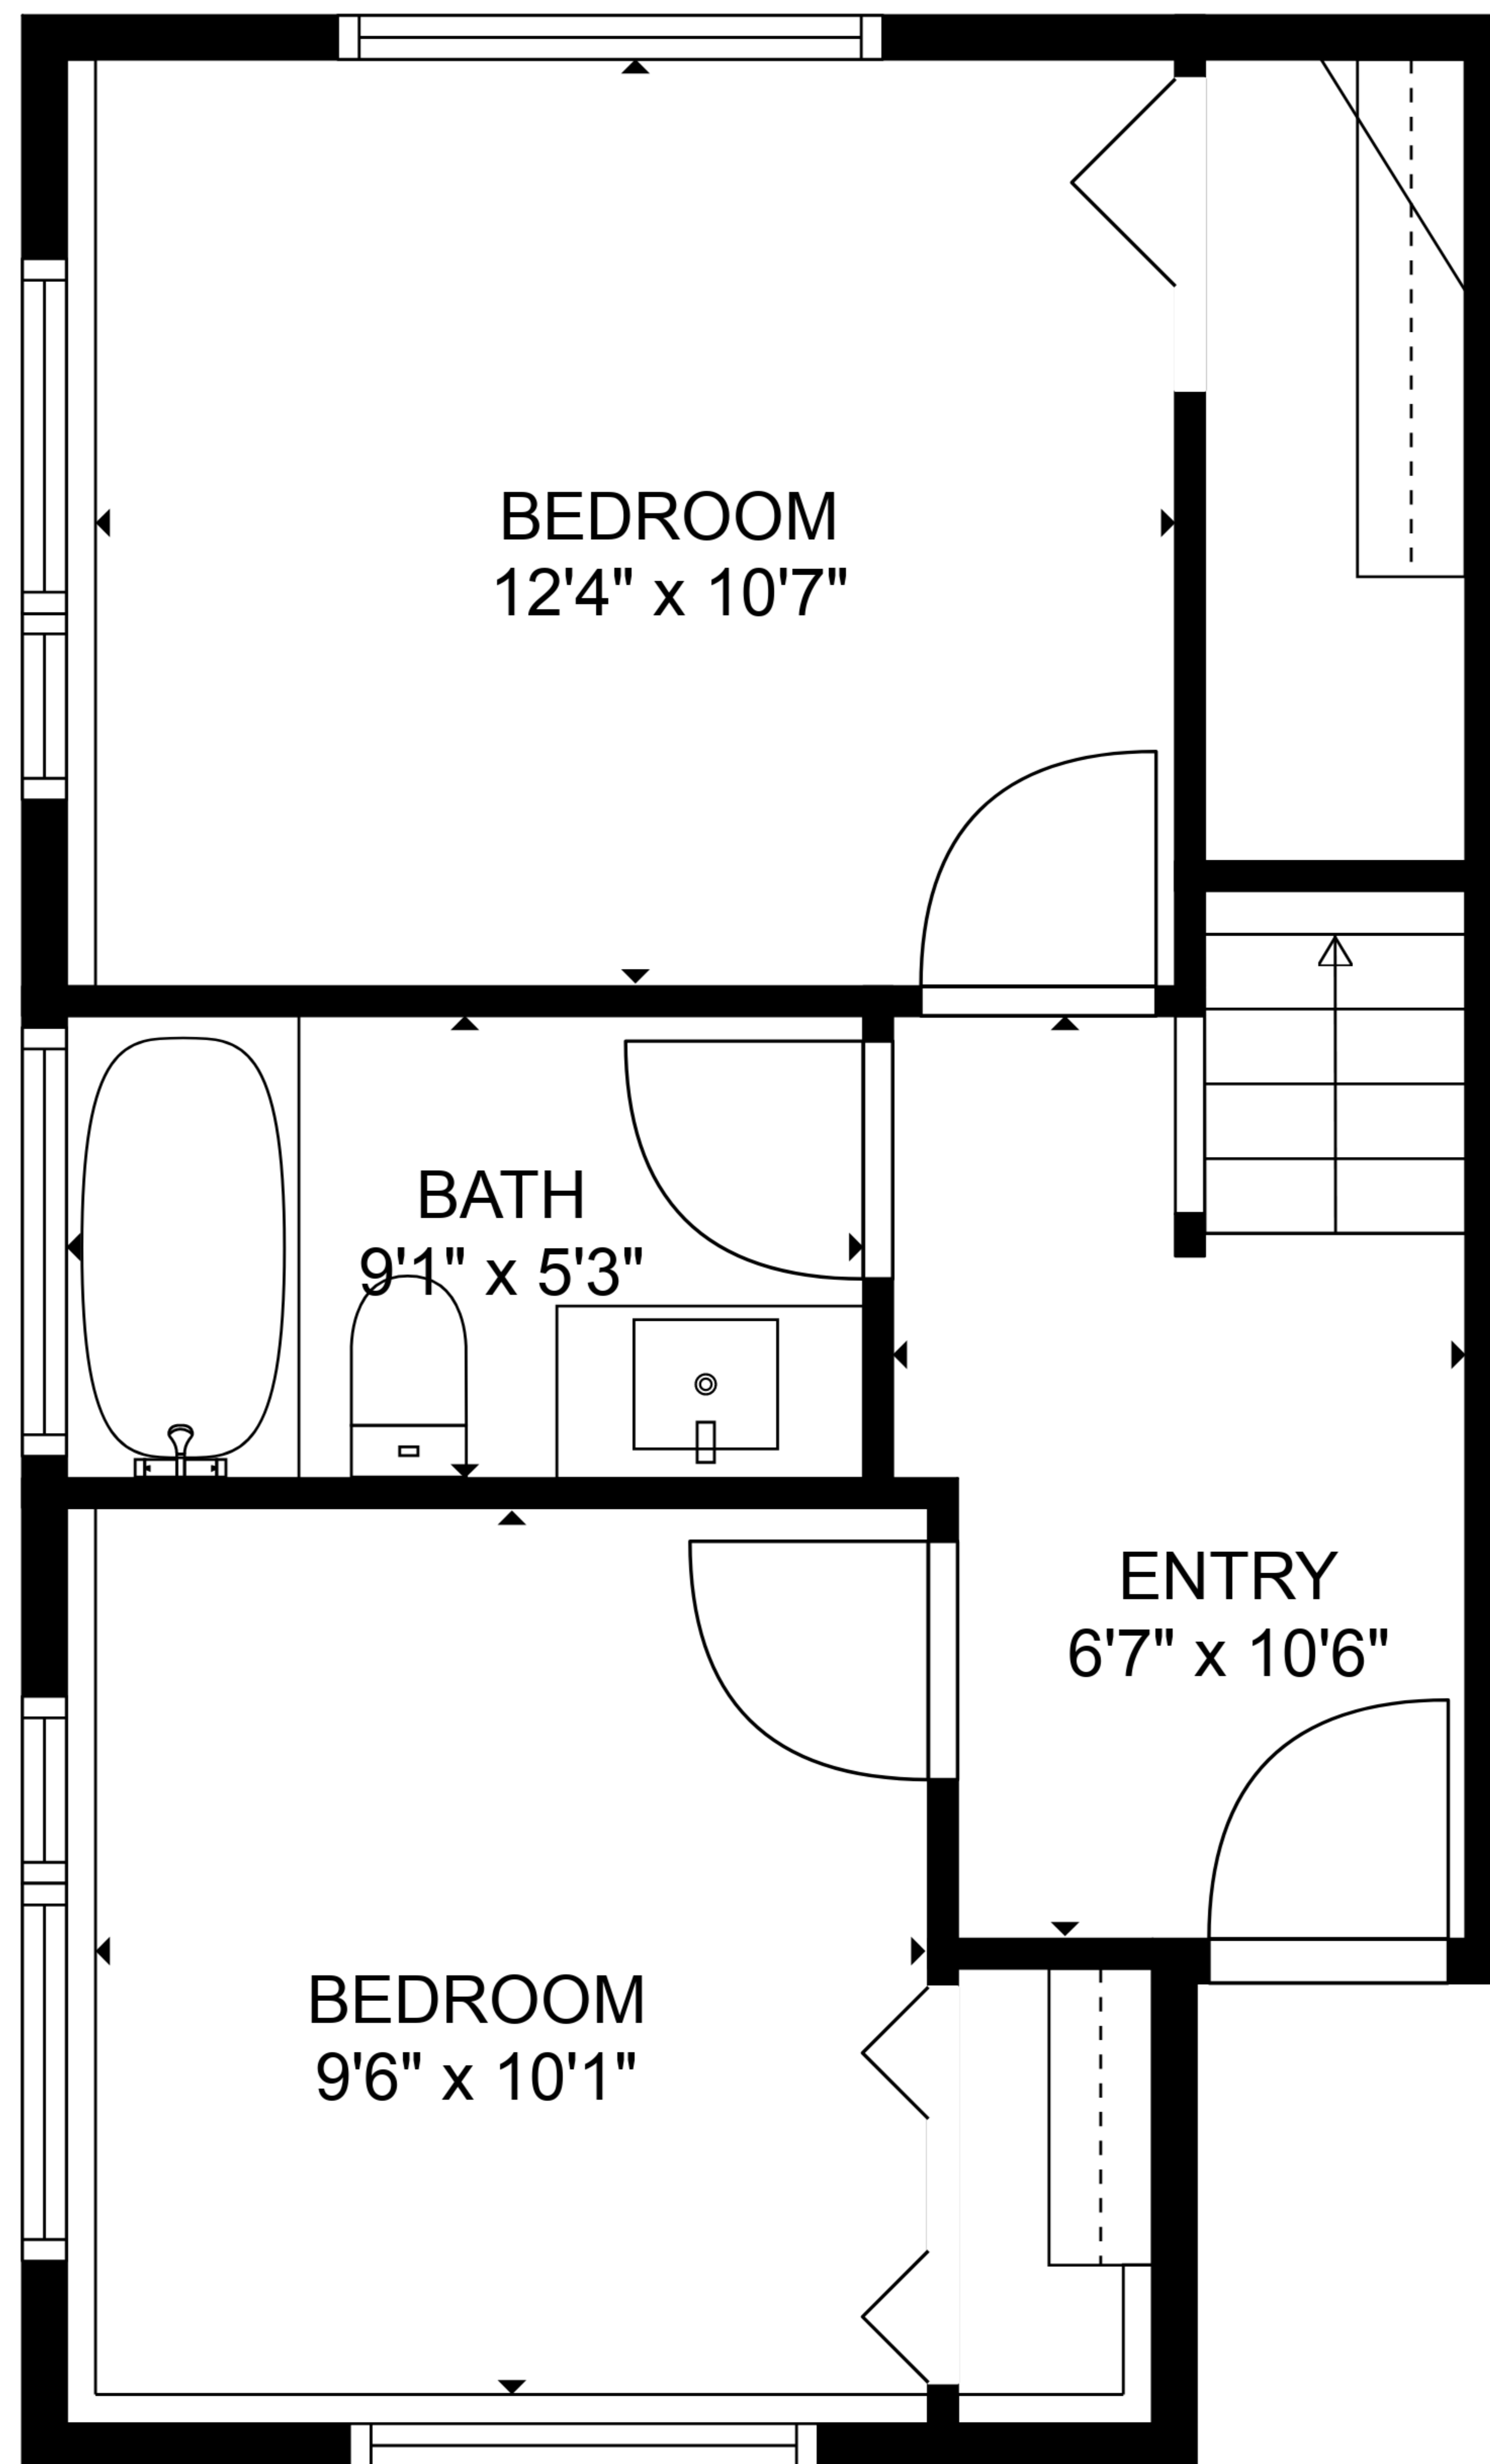 BEDROOM
12'4" x 10'7"
BATH
9'1" x 5'3"
ENTRY
6'7" x 10'6"
BEDROOM
9'6" x 10'1"